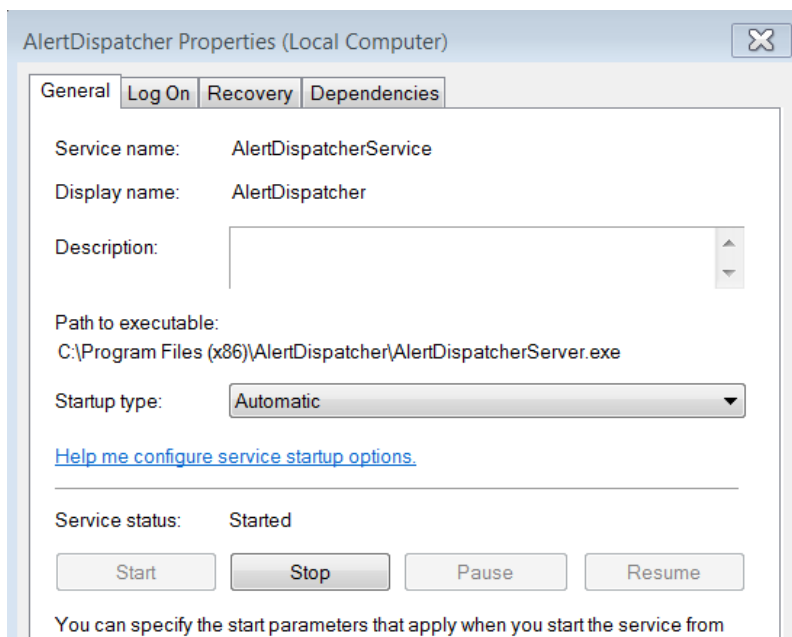 AlertDispatcher Properties (Local Computer)
General Log On Recovery Dependencies
Service name: AlertDispatcherService
Display name: AlertDispatcher
Description:
Path to executable:
C:\Program Files (x86)\AlertDispatcher\AlertDispatcherServer.exe
Startup type: Automatic
Help me configure service startup options.
Service status: Started
Start Stop Pause Resume
You can specify the start parameters that apply when you start the service from